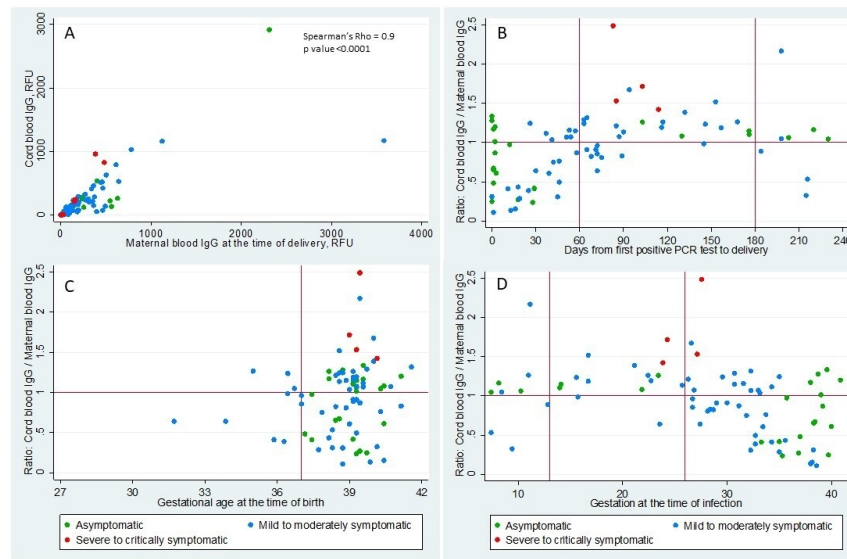 A
Spearman's Rho = 0.9
p value<0.0001
Cord blood IgG, RFU
0
1000
2000
3000
0
1000
2000
3000
4000
Maternal blood IgG at the time of delivery, RFU
B
Ratio: Cord blood IgG / Maternal blood IgG
0
.5
1
1.5
2
2.5
0
30
60
90
120
150
180
210
240
Days from first positive PCR test to delivery
C
Ratio: Cord blood IgG / Maternal blood IgG
0
.5
1
1.5
2
2.5
27
30
33
36
39
42
Gestational age at the time of birth
Asymptomatic
Mild to moderately symptomatic
Severe to critically symptomatic
D
Ratio: Cord blood IgG / Maternal blood IgG
0
.5
1
1.5
2
2.5
10
20
30
40
Gestation at the time of infection
Asymptomatic
Mild to moderately symptomatic
Severe to critically symptomatic